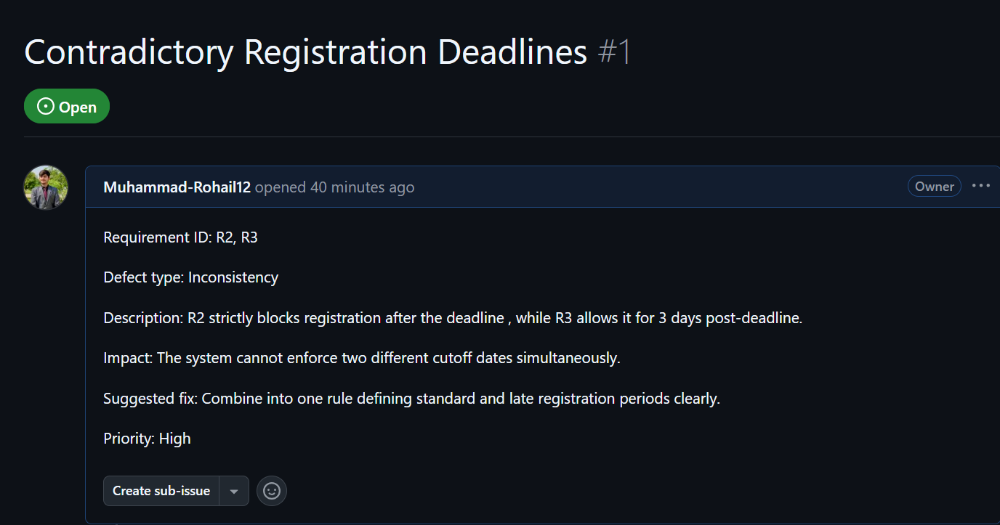 Contradictory Registration Deadlines #1
Open
Muhammad-Rohail12 opened 40 minutes ago
Owner
Requirement ID: R2, R3
Defect type: Inconsistency
Description: R2 strictly blocks registration after the deadline , while R3 allows it for 3 days post-deadline.
Impact: The system cannot enforce two different cutoff dates simultaneously.
Suggested fix: Combine into one rule defining standard and late registration periods clearly.
Priority: High
Create sub-issue